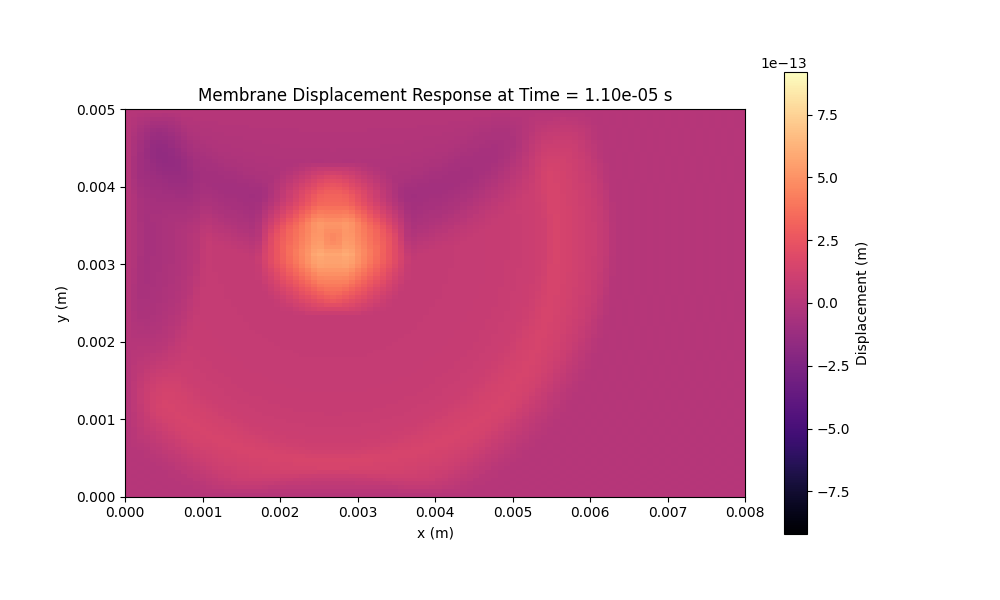 1e−13
Membrane Displacement Response at Time = 1.10e-05 s
0.005
0.004
0.003
0.002
0.001
0.000
y (m)
0.000 0.001 0.002 0.003 0.004 0.005 0.006 0.007 0.008
x (m)
7.5
5.0
2.5
0.0
−2.5
−5.0
−7.5
Displacement (m)